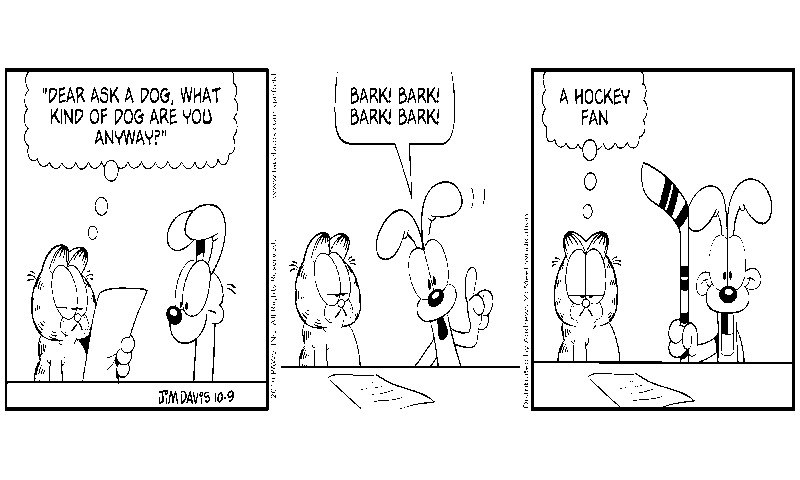 "DEAR ASK A DOG, WHAT
KIND OF DOG ARE YOU
ANYWAY?"
JIM DAVIS 10-9
BARK! BARK!
BARK! BARK!
A HOCKEY
FAN